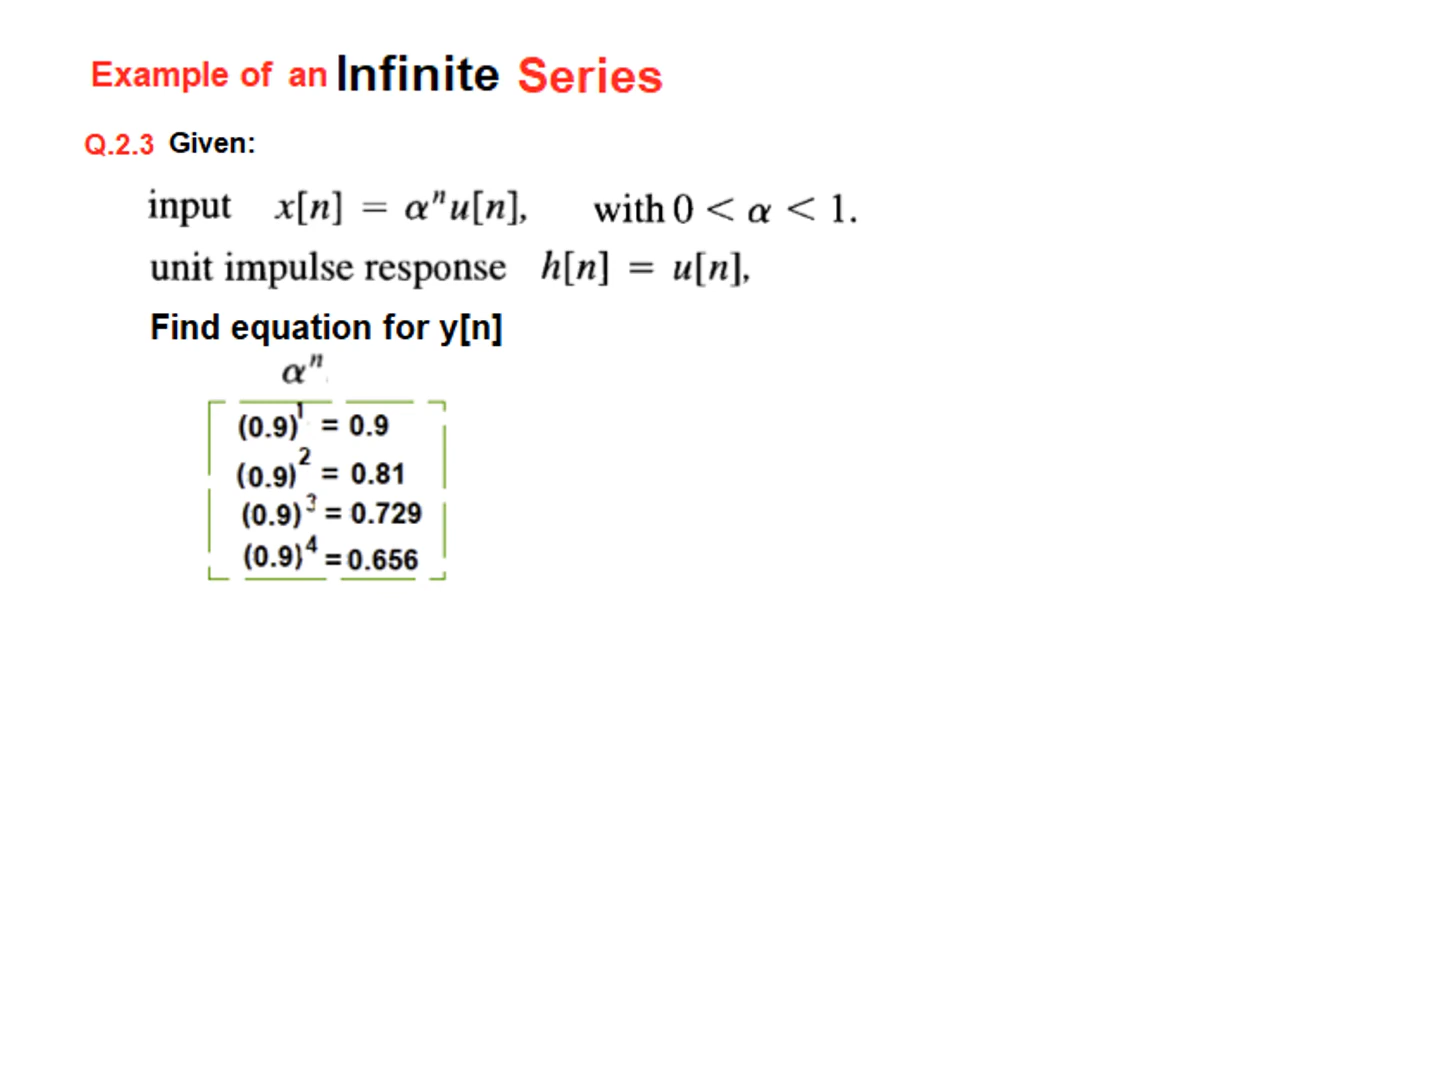 Example of an Infinite Series
Q.2.3 Given:
input x[n] = αⁿu[n], with 0 < α < 1.
unit impulse response h[n] = u[n],
Find equation for y[n]
αⁿ
(0.9)¹ = 0.9
(0.9)² = 0.81
(0.9)³ = 0.729
(0.9)⁴ = 0.656